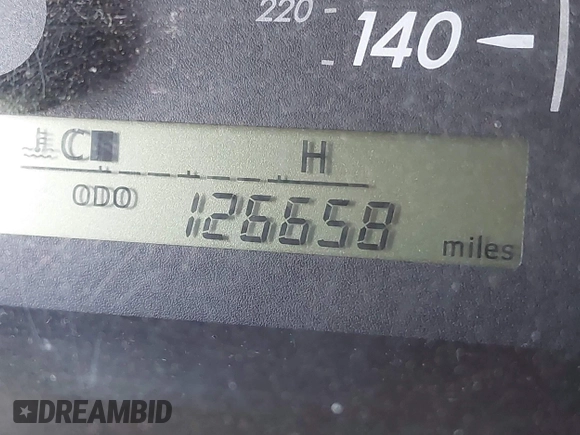 220
140
C H
ODO 126658 miles
DREAMBID